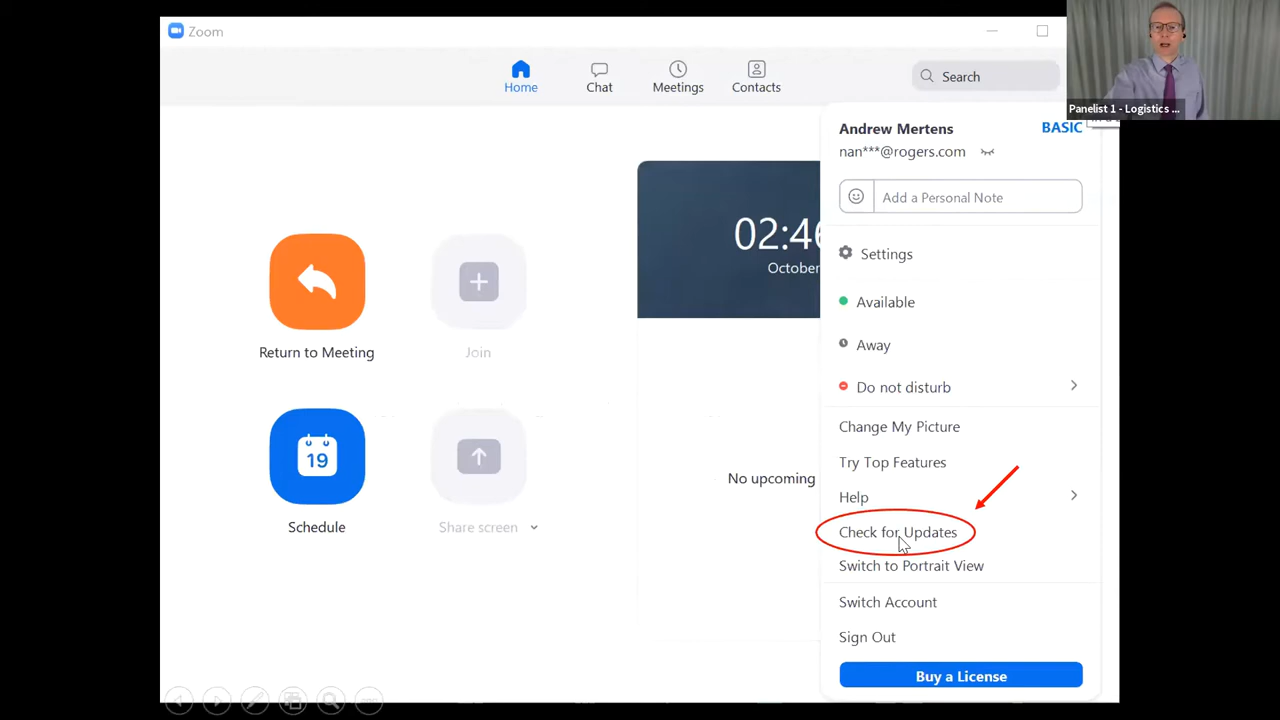 Zoom
Home
Chat
Meetings
Contacts
Search
Panelist 1 - Logistics ...
Andrew Mertens
BASIC
nan***@rogers.com
Add a Personal Note
02:46
October
Settings
Available
Away
Do not disturb
Return to Meeting
Join
Change My Picture
Try Top Features
19
No upcoming
Help
Schedule
Share screen
Check for Updates
Switch to Portrait View
Switch Account
Sign Out
Buy a License